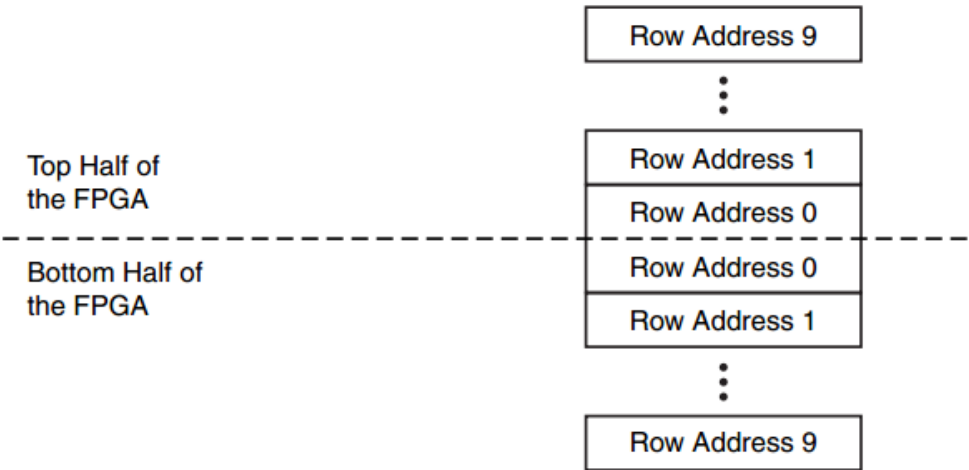 Row Address 9
Row Address 1
Top Half of
the FPGA
Row Address 0
Bottom Half of
the FPGA
Row Address 0
Row Address 1
Row Address 9